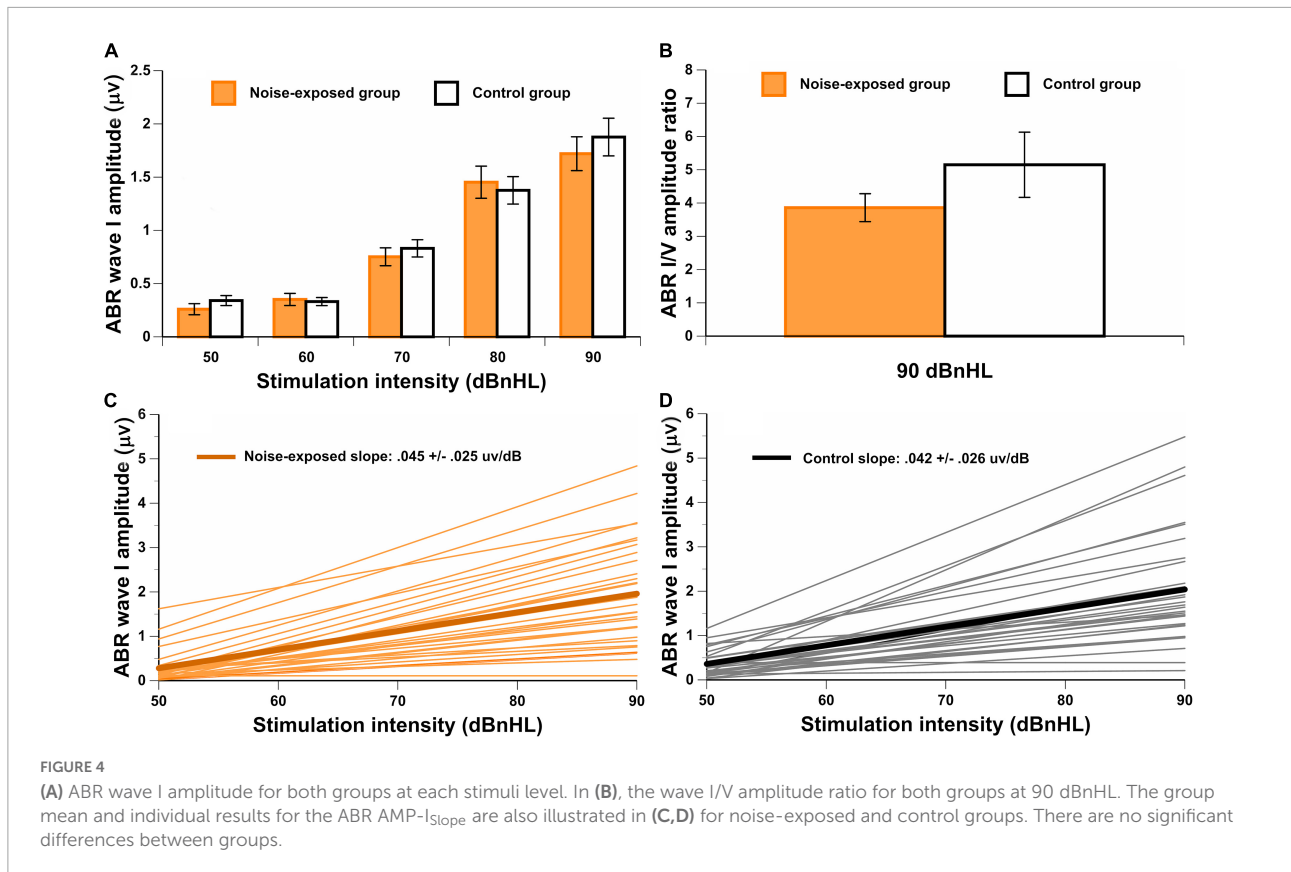 A
ABR wave I amplitude (μv)
2.5
2
1.5
1
0.5
0
Noise-exposed group
Control group
50 60 70 80 90
Stimulation intensity (dBnHL)
B
ABR I/V amplitude ratio
8
7
6
5
4
3
2
1
0
Noise-exposed group
Control group
90 dBnHL
C
ABR wave I amplitude (μv)
6
5
4
3
2
1
0
Noise-exposed slope: .045 +/- .025 uv/dB
50 60 70 80 90
Stimulation intensity (dBnHL)
D
ABR wave I amplitude (μv)
6
5
4
3
2
1
0
Control slope: .042 +/- .026 uv/dB
50 60 70 80 90
Stimulation intensity (dBnHL)
FIGURE 4
(A) ABR wave I amplitude for both groups at each stimuli level. In (B), the wave I/V amplitude ratio for both groups at 90 dBnHL. The group
mean and individual results for the ABR AMP-ISlope are also illustrated in (C,D) for noise-exposed and control groups. There are no significant
differences between groups.